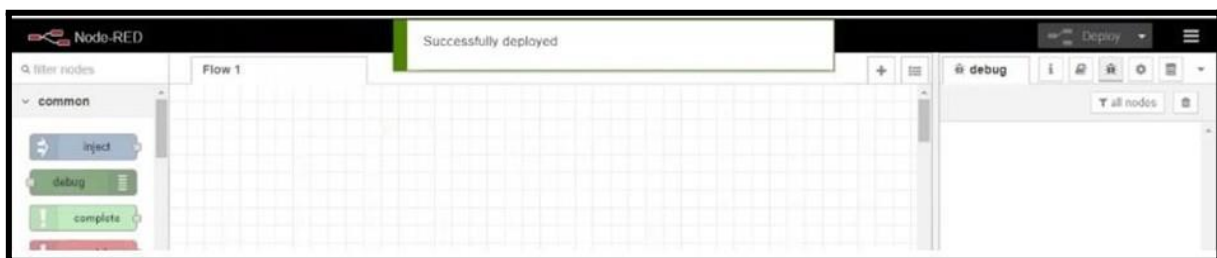 Node-RED
Successfully deployed
Deploy
filter nodes
Flow 1
debug
i
common
all nodes
inject
debug
complete